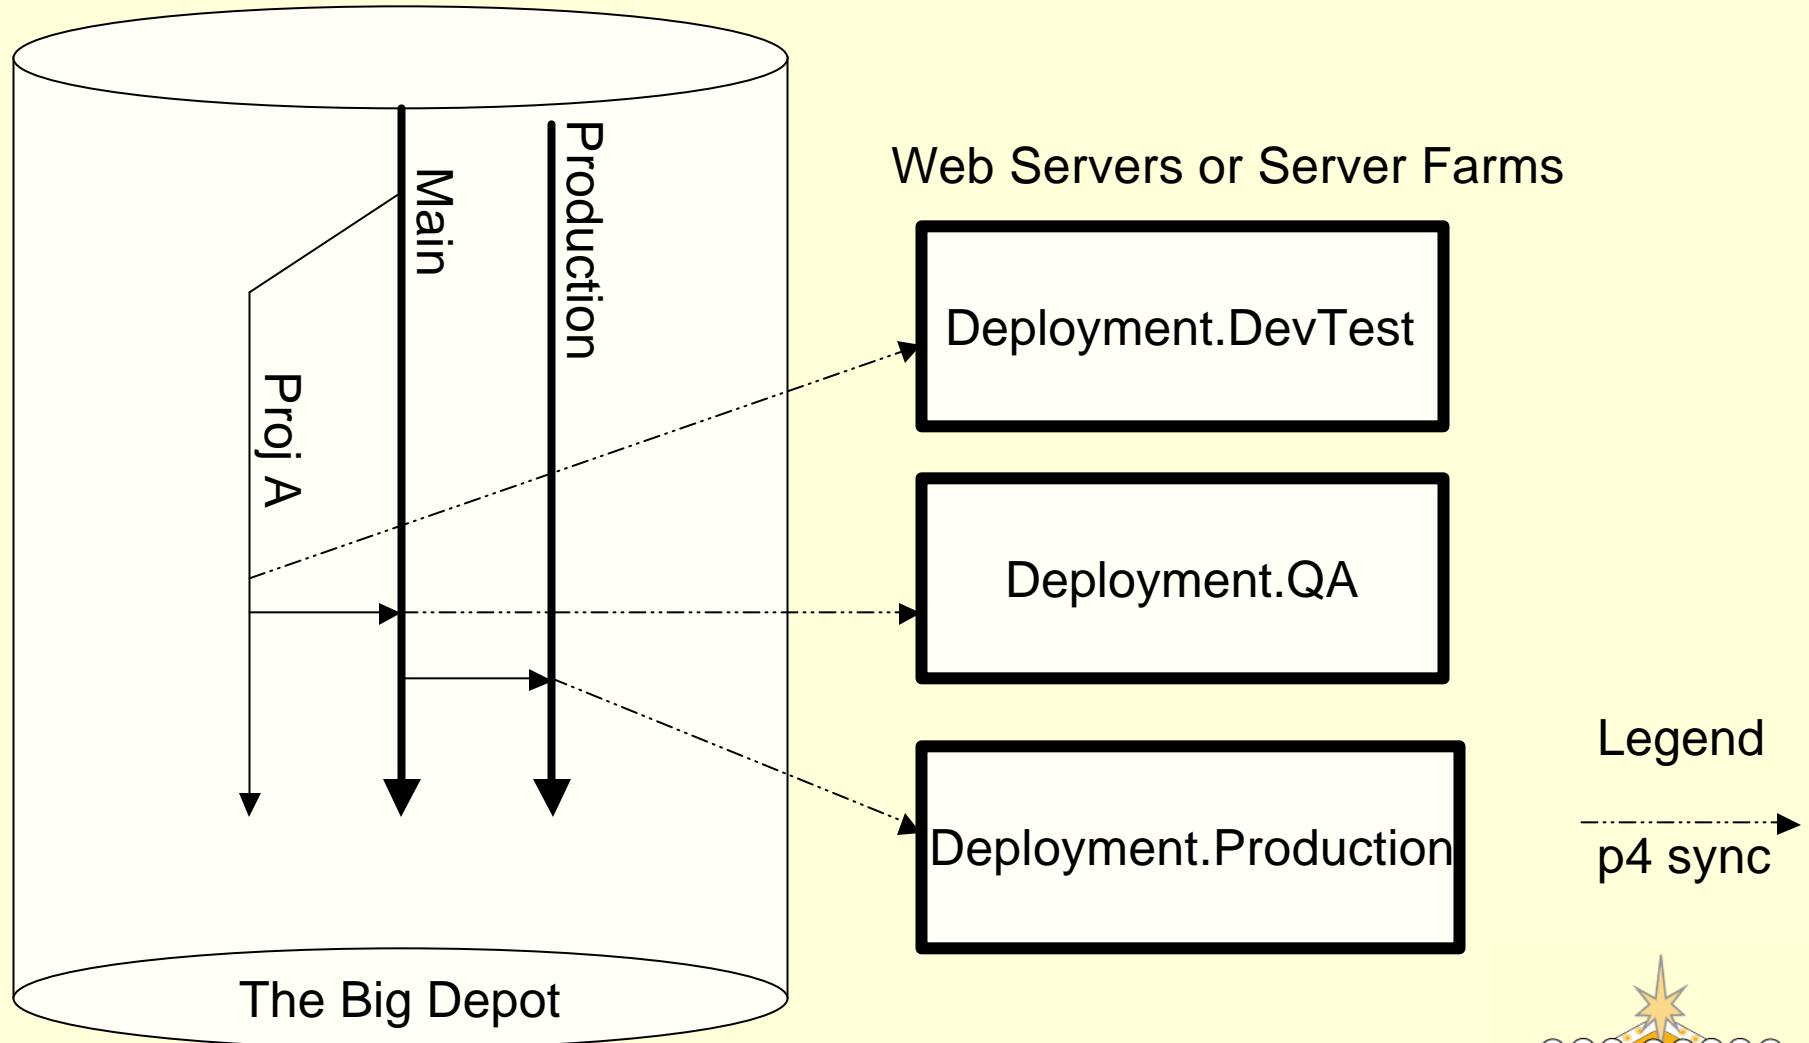 Main
Production
Proj A
The Big Depot
Web Servers or Server Farms
Deployment.DevTest
Deployment.QA
Deployment.Production
Legend
p4 sync